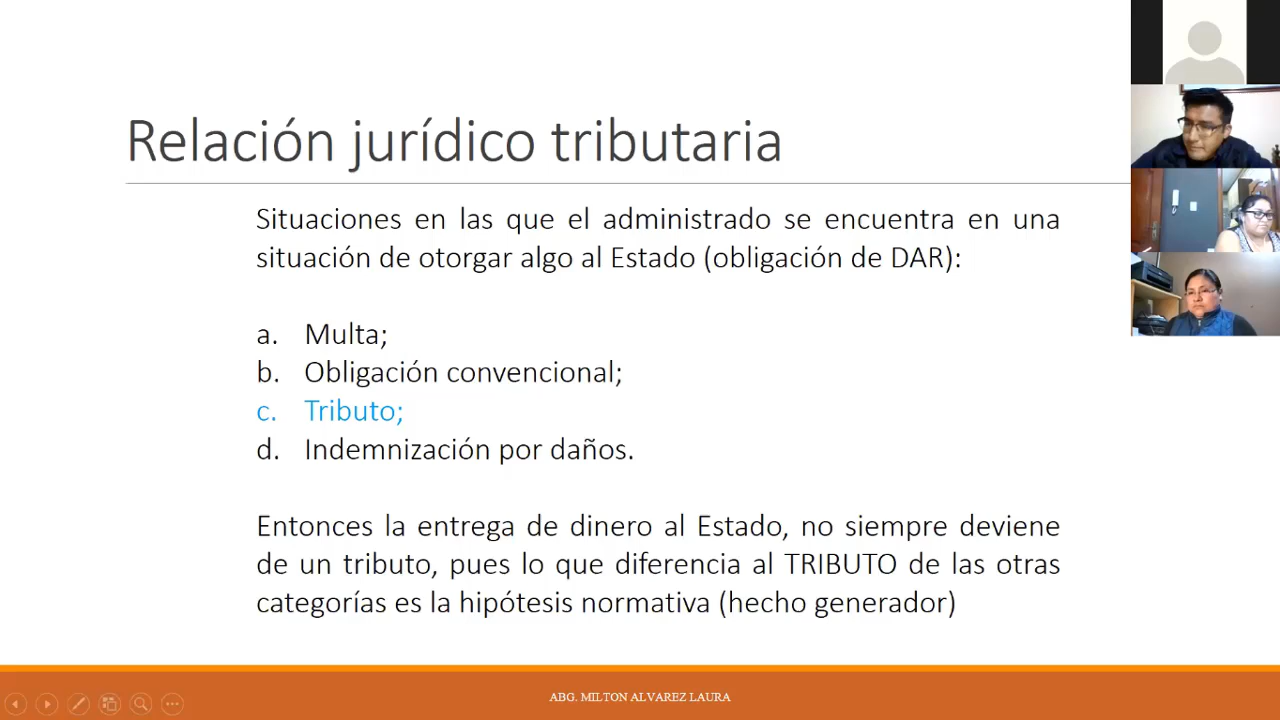 Relación jurídico tributaria
Situaciones en las que el administrado se encuentra en una
situación de otorgar algo al Estado (obligación de DAR):
a. Multa;
b. Obligación convencional;
c. Tributo;
d. Indemnización por daños.
Entonces la entrega de dinero al Estado, no siempre deviene
de un tributo, pues lo que diferencia al TRIBUTO de las otras
categorías es la hipótesis normativa (hecho generador)
ABG. MILTON ALVAREZ LAURA